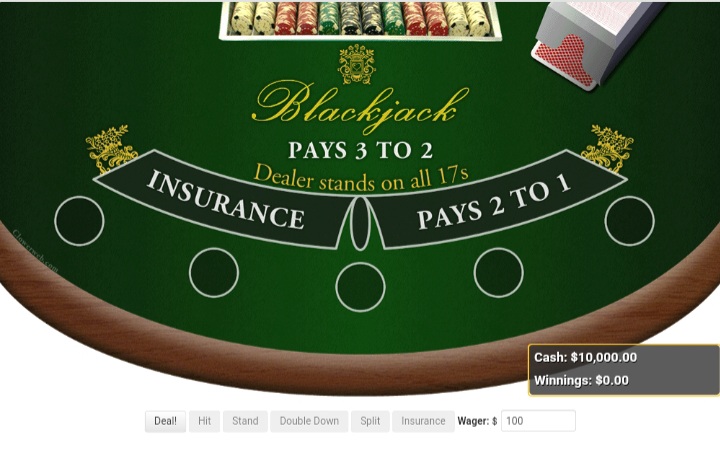 Blackjack
PAYS 3 TO 2
Dealer stands on all 17s
INSURANCE PAYS 2 TO 1
Cash: $10,000.00
Winnings: $0.00
Deal! Hit Stand Double Down Split Insurance Wager: $ 100